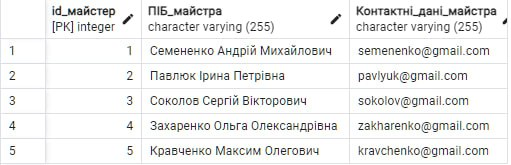 id_майстер ПІБ_майстра Контактні_дані_майстра
[PK] integer character varying (255) character varying (255)
1 1 Семененко Андрій Михайлович semenenko@gmail.com
2 2 Павлюк Ірина Петрівна pavlyuk@gmail.com
3 3 Соколов Сергій Вікторович sokolov@gmail.com
4 4 Захаренко Ольга Олександрівна zakharenko@gmail.com
5 5 Кравченко Максим Олегович kravchenko@gmail.com